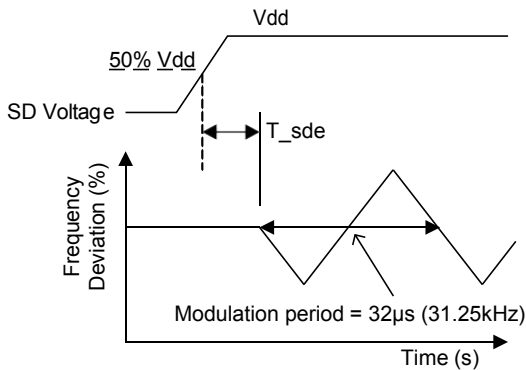 Vdd
50% Vdd
SD Voltage
T_sde
Frequency
Deviation (%)
Modulation period = 32µs (31.25kHz)
Time (s)